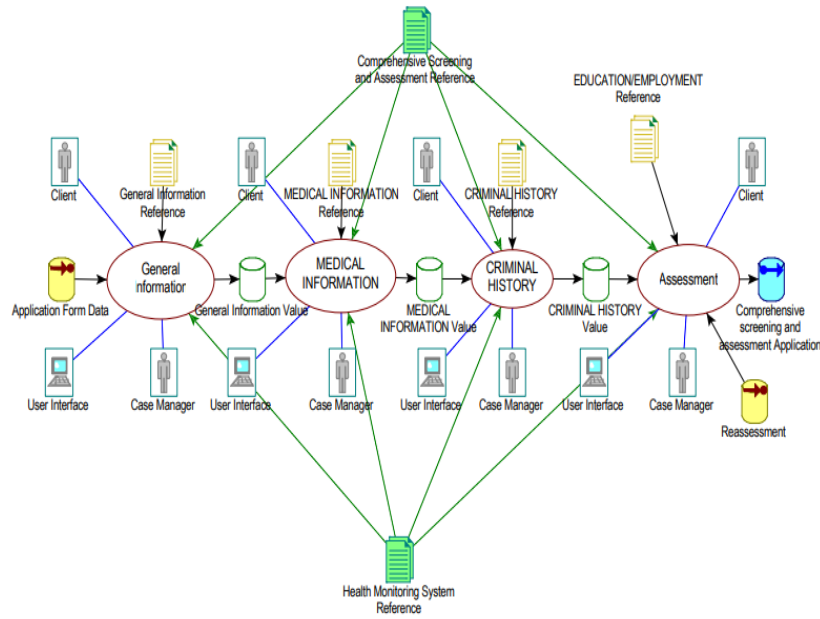 Comprehensive Screening
and Assessment Reference
EDUCATION/EMPLOYMENT
Reference
Client
General Information
Reference
Client
MEDICAL INFORMATION
Reference
Client
CRIMINAL HISTORY
Reference
Client
General
Information
MEDICAL
INFORMATION
CRIMINAL
HISTORY
Assessment
Application Form Data
General Information Value
MEDICAL
INFORMATION Value
CRIMINAL HISTORY
Value
Comprehensive
screening and
assessment Application
User Interface
Case Manager
User Interface
Case Manager
User Interface
Case Manager
User Interface
Case Manager
Reassessment
Health Monitoring System
Reference